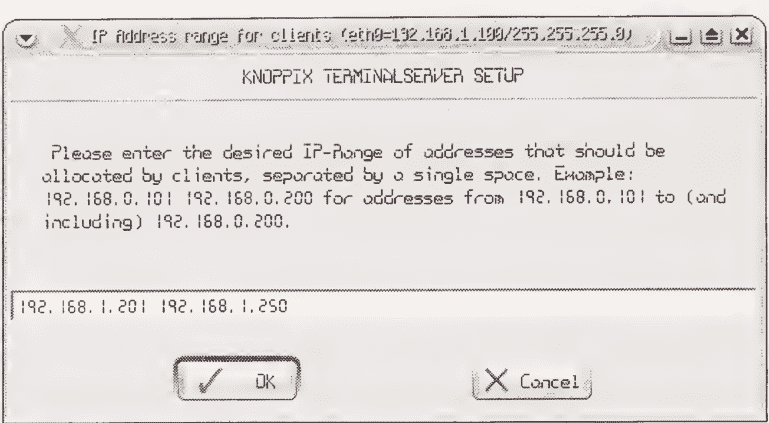 IP Address range for clients (eth0=192.168.1.100/255.255.255.0)
KNOPPIX TERMINALSERVER SETUP
Please enter the desired IP-Range of addresses that should be
allocated by clients, separated by a single space. Example:
192.168.0.101 192.168.0.200 for addresses from 192.168.0.101 to (and
including) 192.168.0.200.
192.168.1.201 192.168.1.250
OK
Cancel